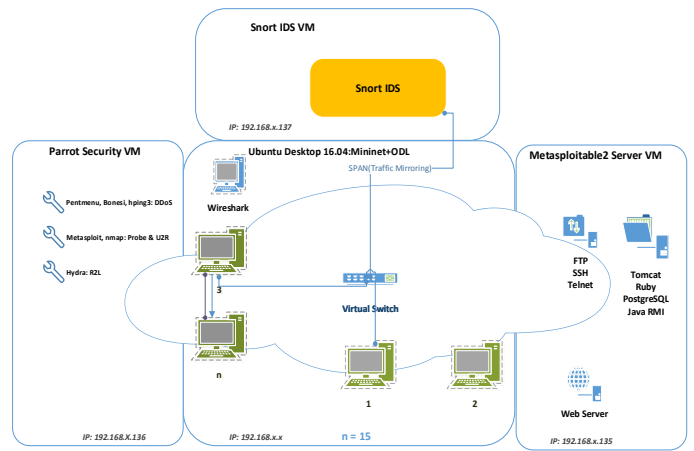 Snort IDS VM
Snort IDS
IP: 192.168.x.137
Parrot Security VM
Pentmenu, Bonesi, hping3: DDoS
Metasploit, nmap: Probe & U2R
Hydra: R2L
IP: 192.168.X.136
Ubuntu Desktop 16.04:Mininet+ODL
SPAN(Traffic Mirroring)
Wireshark
3
Virtual Switch
n
1
2
IP: 192.168.x.x
n = 15
Metasploitable2 Server VM
FTP
SSH
Telnet
Tomcat
Ruby
PostgreSQL
Java RMI
Web Server
IP: 192.168.x.135